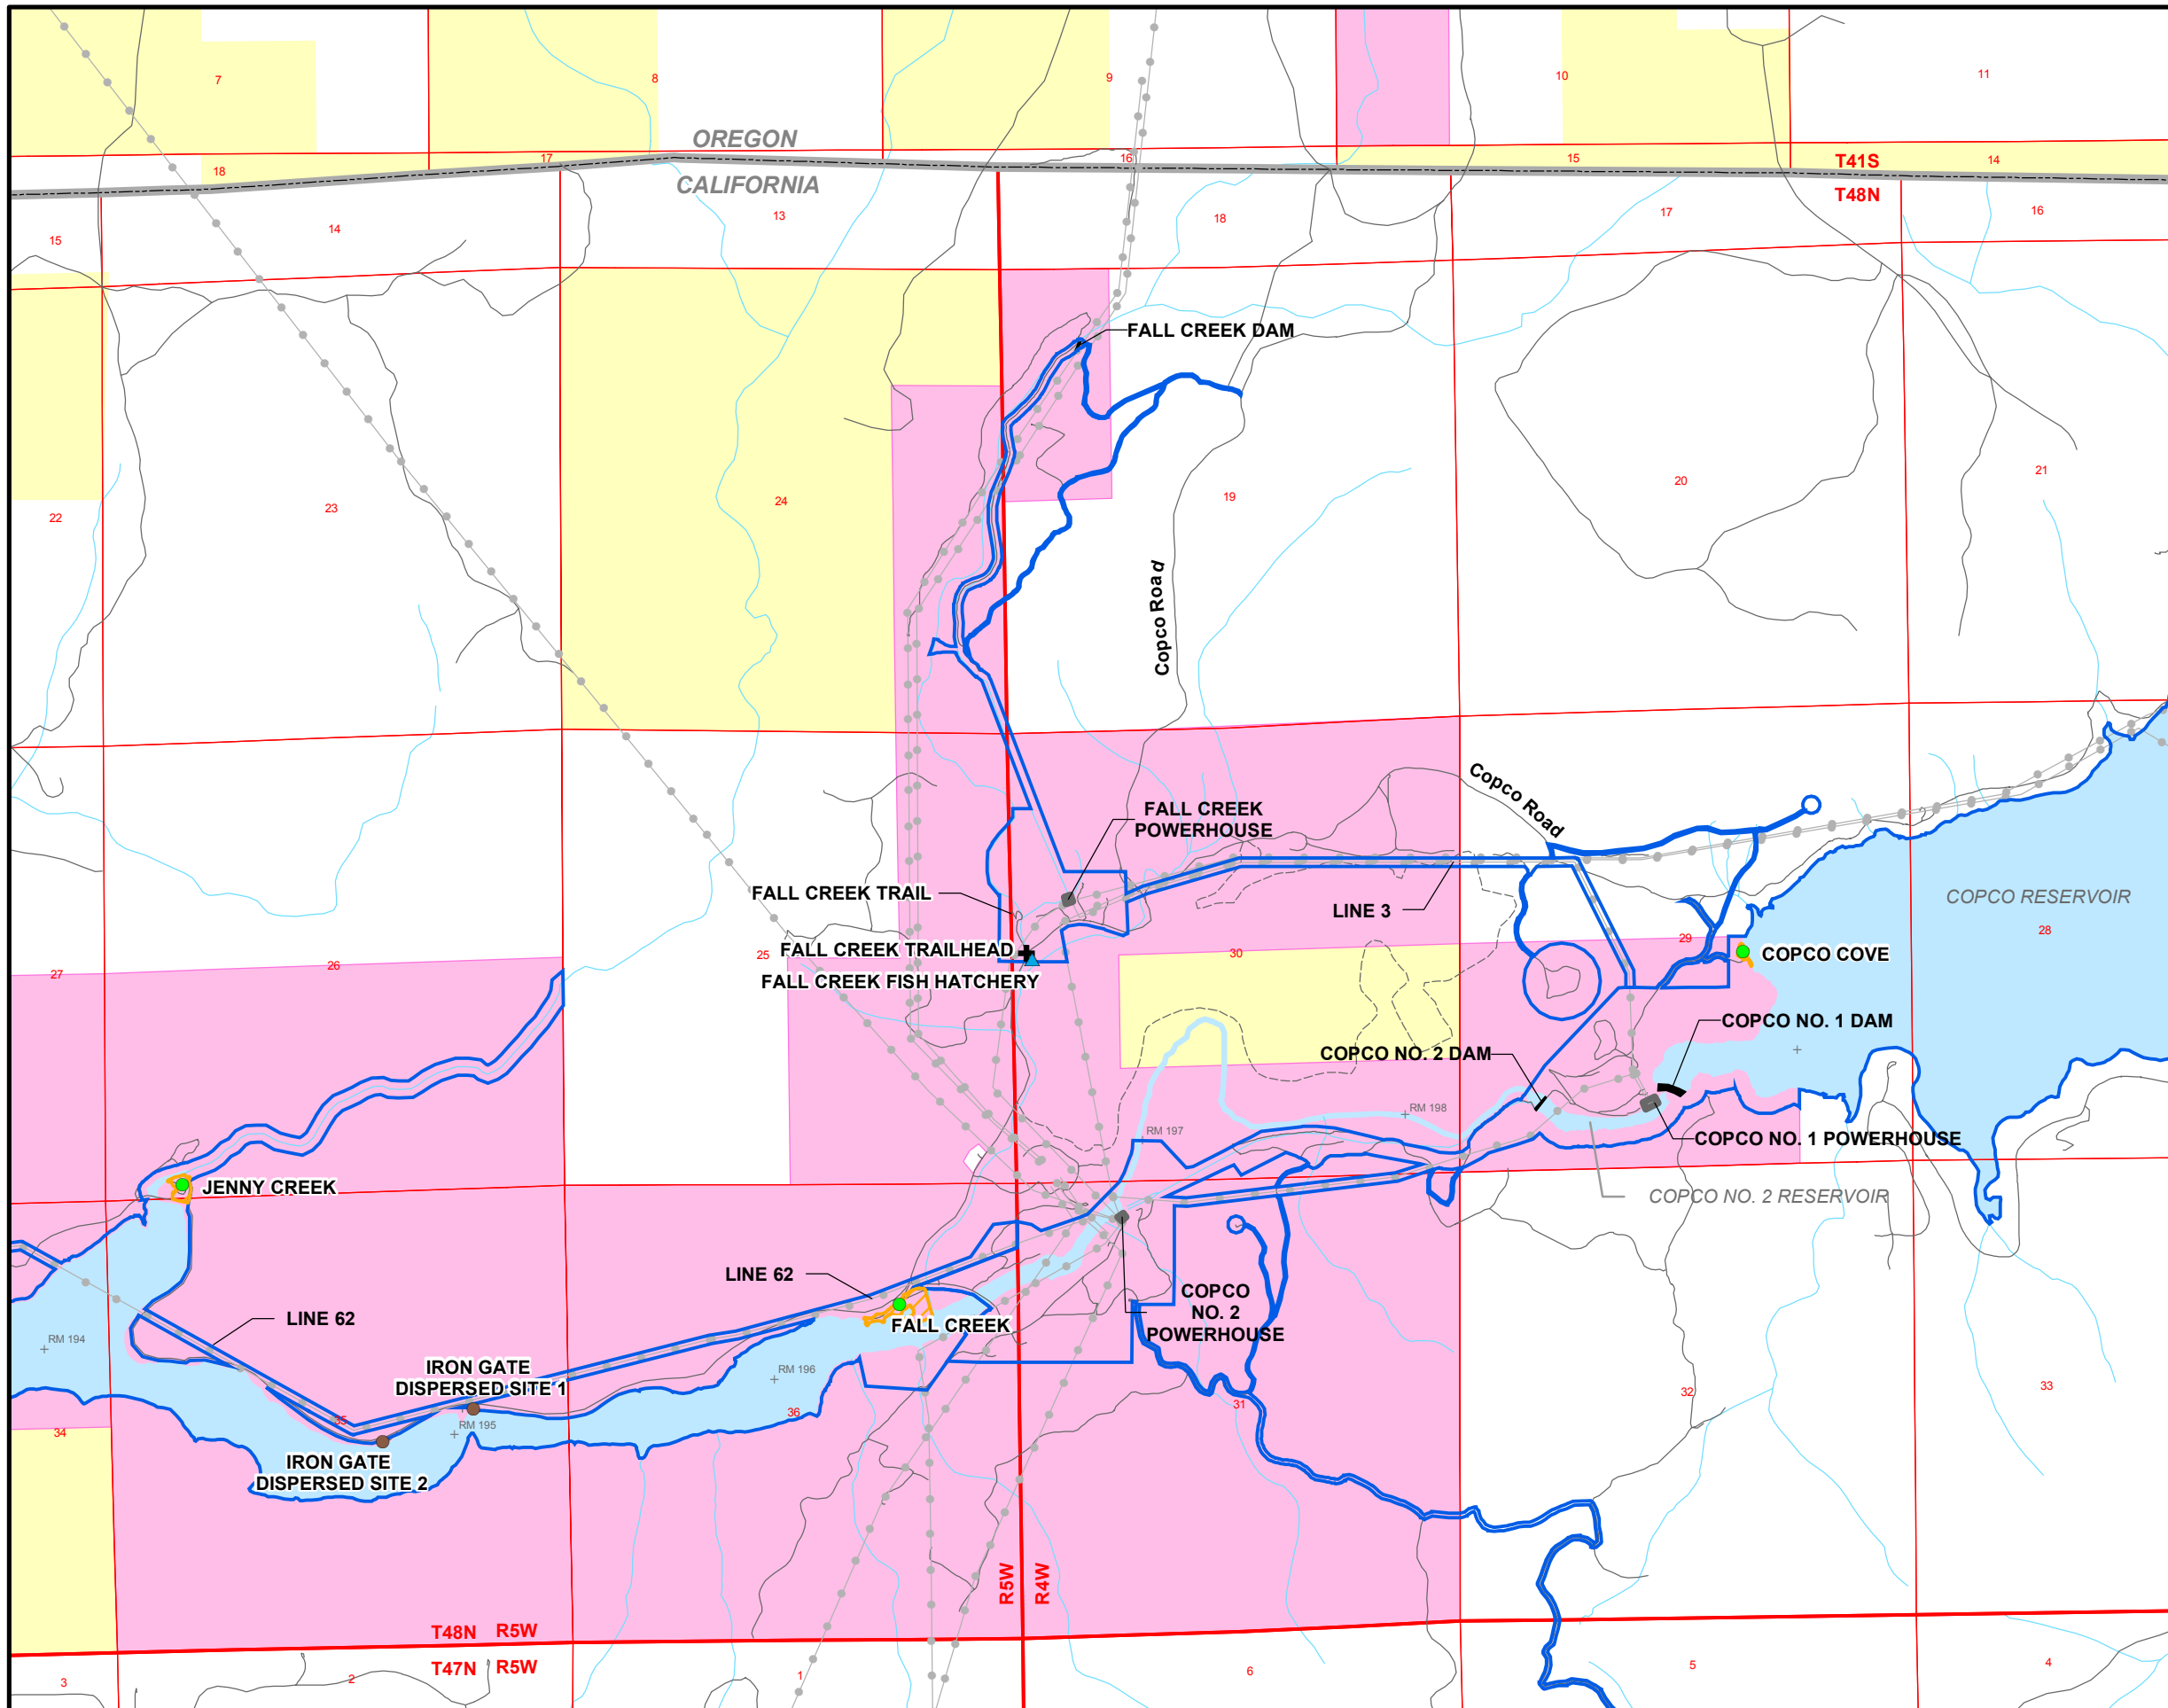 7
8
9
10
11
OREGON
18
17
16
15
T41S
14
CALIFORNIA
T48N
15
14
13
18
17
16
FALL CREEK DAM
22
23
24
19
20
21
Copco Road
Copco Road
FALL CREEK
POWERHOUSE
FALL CREEK TRAIL
LINE 3
COPCO RESERVOIR
27
26
25
FALL CREEK TRAILHEAD
30
29
COPCO COVE
28
FALL CREEK FISH HATCHERY
COPCO NO. 1 DAM
COPCO NO. 2 DAM
RM 198
RM 197
COPCO NO. 1 POWERHOUSE
JENNY CREEK
COPCO NO. 2 RESERVOIR
LINE 62
COPCO
NO. 2
POWERHOUSE
LINE 62
FALL CREEK
RM 194
IRON GATE
DISPERSED SITE 1
RM 196
34
35
RM 195
36
31
32
33
IRON GATE
DISPERSED SITE 2
R5W
R4W
T48N R5W
T47N R5W
3
2
1
6
5
4